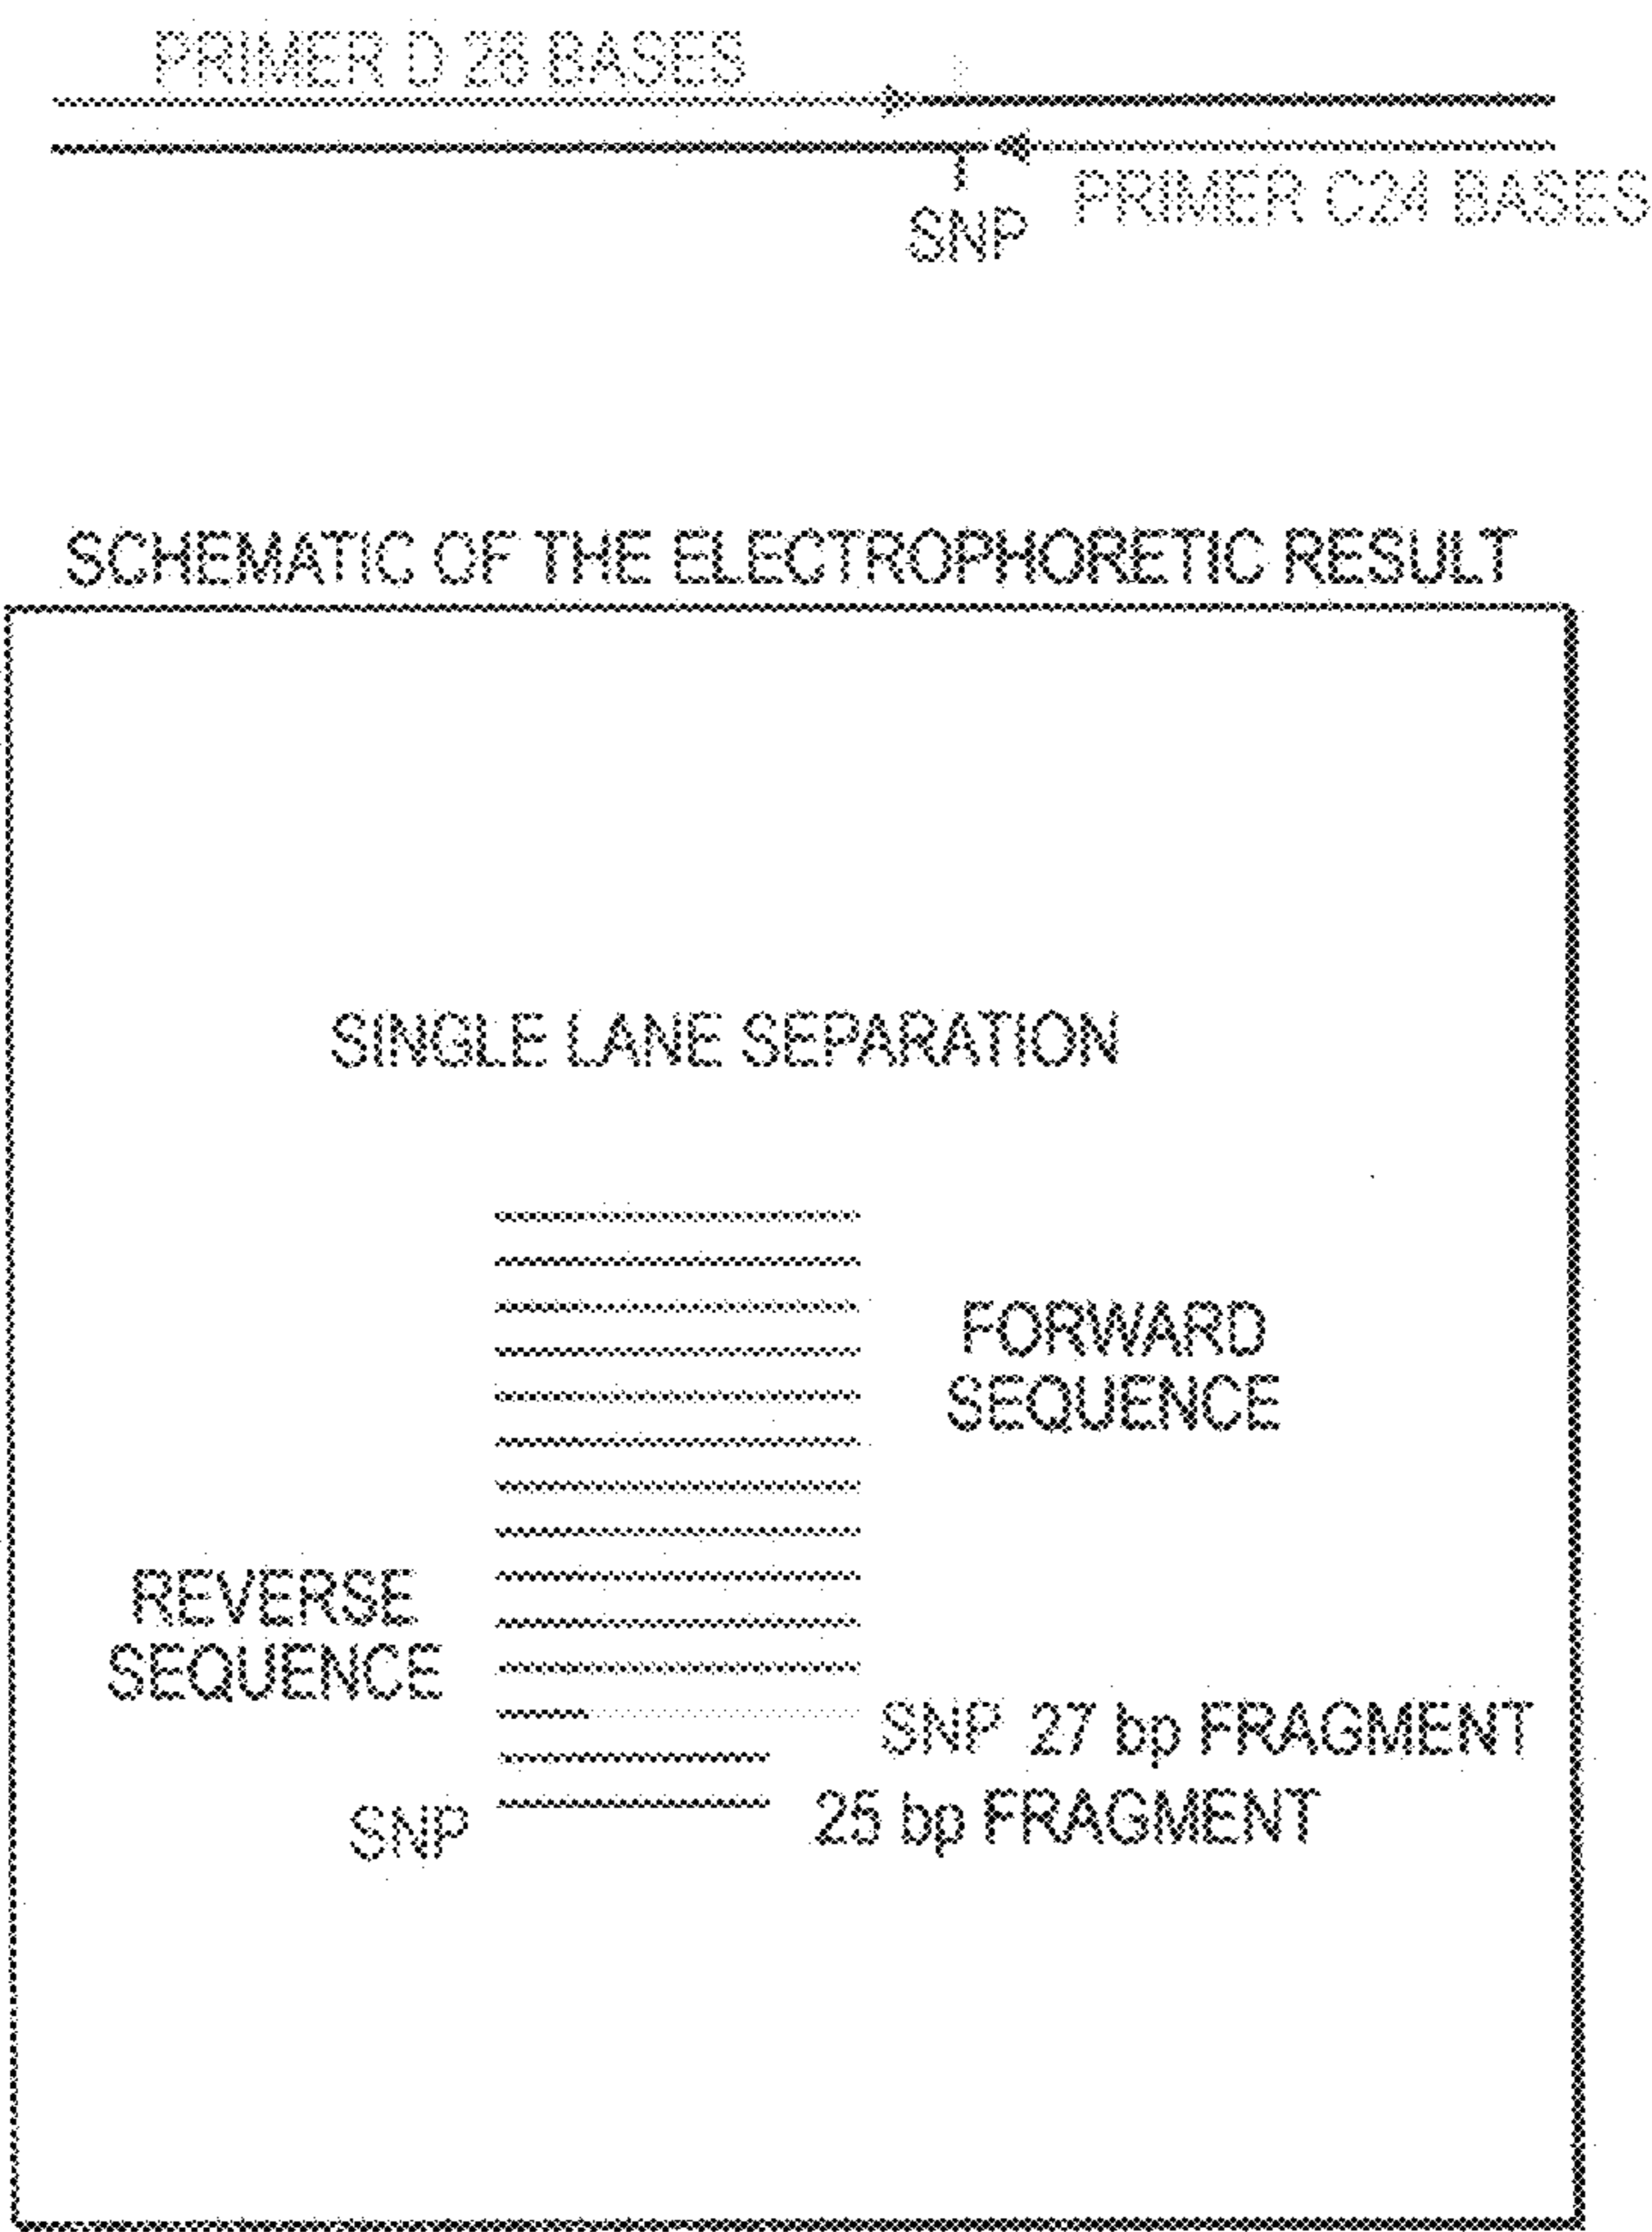 PRIMER D 26 BASES
PRIMER C24 BASES
SNP
SCHEMATIC OF THE ELECTROPHORETIC RESULT
SINGLE LANE SEPARATION
FORWARD
SEQUENCE
REVERSE
SEQUENCE
SNP 27 bp FRAGMENT
25 bp FRAGMENT
SNP